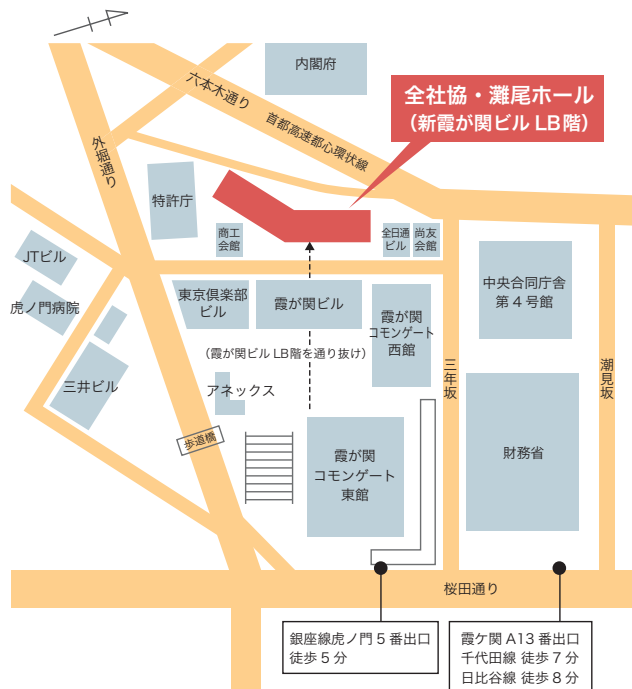 内閣府
六本木通り
首都高速都心環状線
全社協・灘尾ホール
（新霞が関ビル LB階）
外堀通り
特許庁
商工
会館
全日通
ビル
尚友
会館
JTビル
虎ノ門病院
東京倶楽部
ビル
霞が関ビル
霞が関
コモンゲート
西館
中央合同庁舎
第４号館
（霞が関ビル LB階を通り抜け）
三年坂
潮見坂
三井ビル
アネックス
歩道橋
霞が関
コモンゲート
東館
財務省
桜田通り
銀座線虎ノ門 5 番出口
徒歩 5 分
霞ケ関 A13 番出口
千代田線 徒歩 7 分
日比谷線 徒歩 8 分